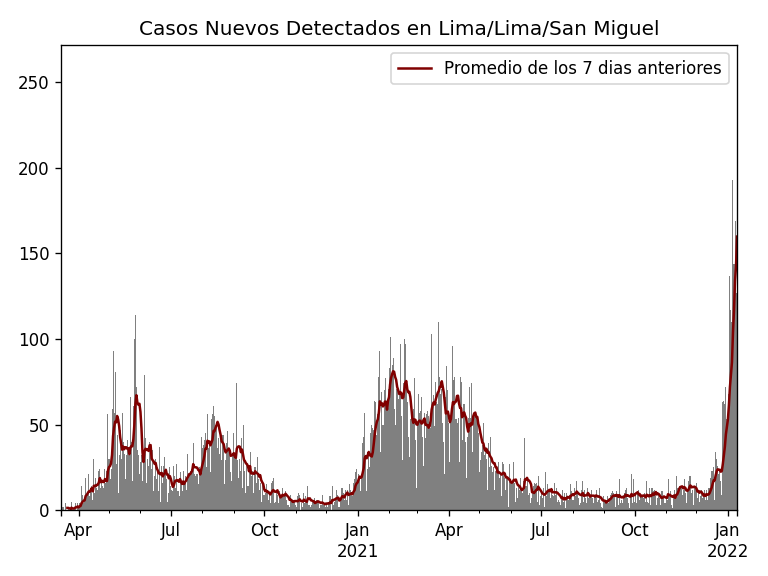 Casos Nuevos Detectados en Lima/Lima/San Miguel
Promedio de los 7 dias anteriores
250
200
150
100
50
0
Apr Jul Oct Jan Apr Jul Oct Jan
2021 2022